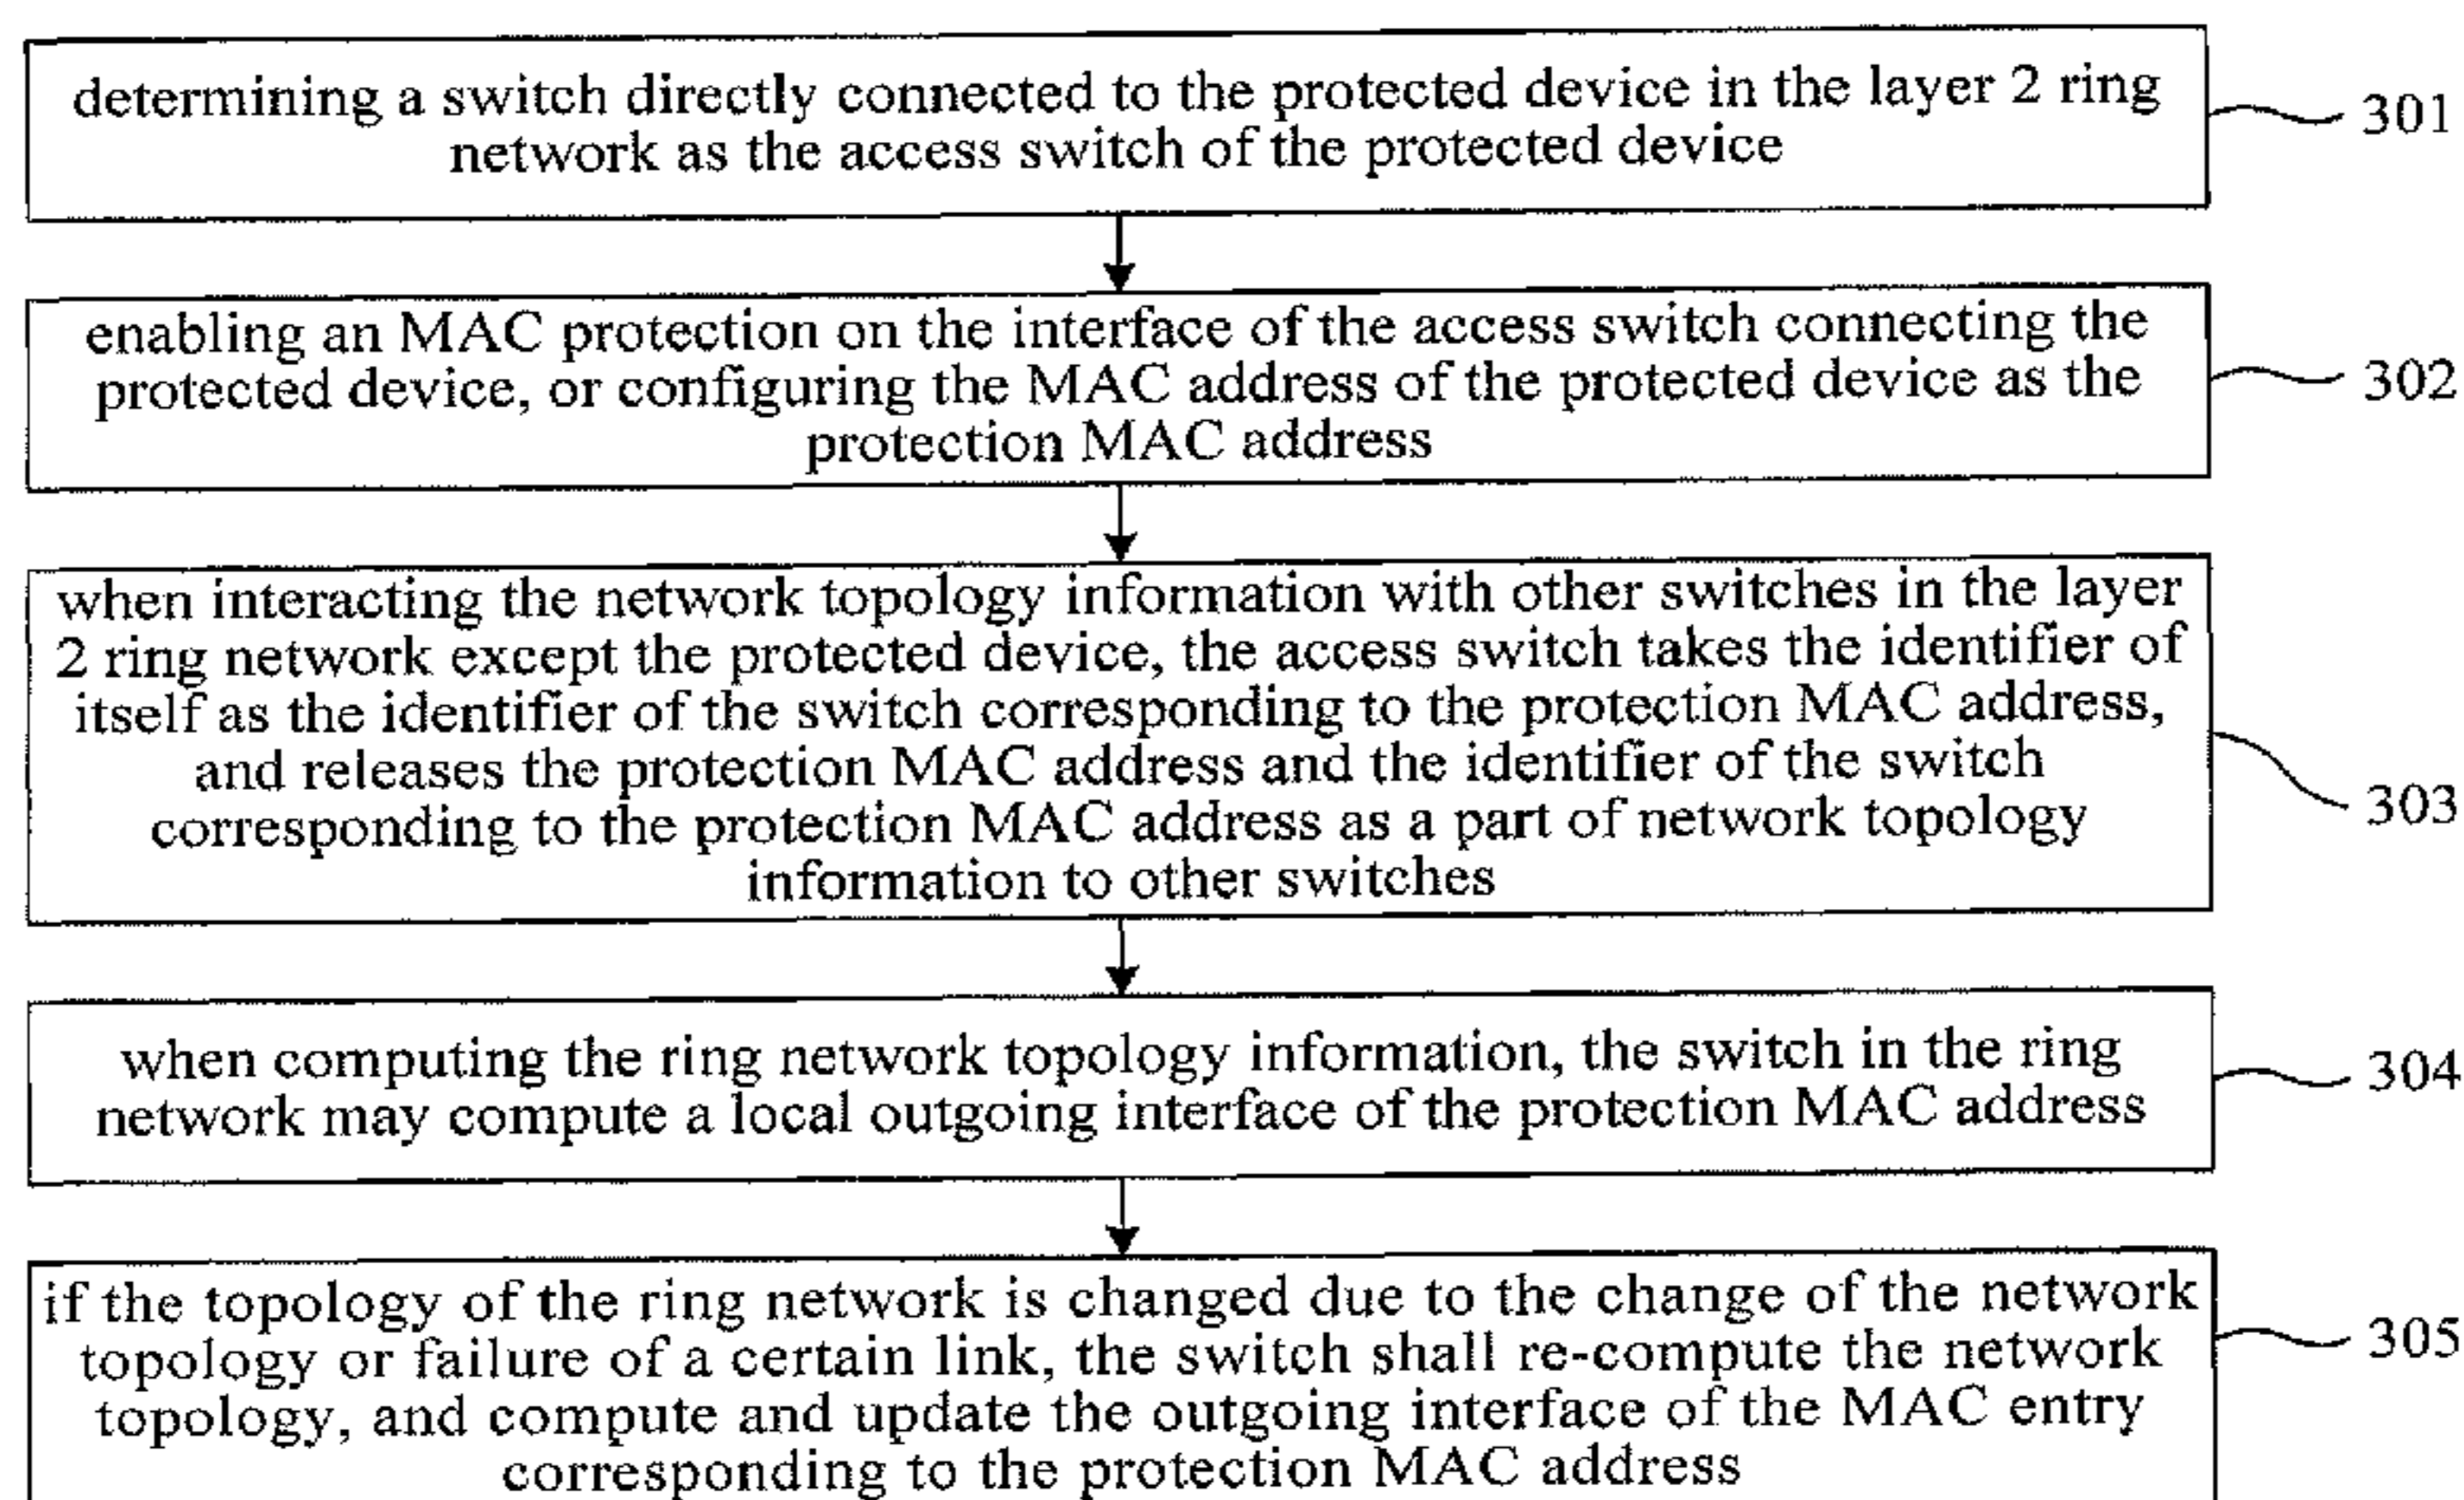 determining a switch directly connected to the protected device in the layer 2 ring
network as the access switch of the protected device
301
enabling an MAC protection on the interface of the access switch connecting the
protected device, or configuring the MAC address of the protected device as the
protection MAC address
302
when interacting the network topology information with other switches in the layer
2 ring network except the protected device, the access switch takes the identifier of
itself as the identifier of the switch corresponding to the protection MAC address,
and releases the protection MAC address and the identifier of the switch
corresponding to the protection MAC address as a part of network topology
information to other switches
303
when computing the ring network topology information, the switch in the ring
network may compute a local outgoing interface of the protection MAC address
304
if the topology of the ring network is changed due to the change of the network
topology or failure of a certain link, the switch shall re-compute the network
topology, and compute and update the outgoing interface of the MAC entry
corresponding to the protection MAC address
305